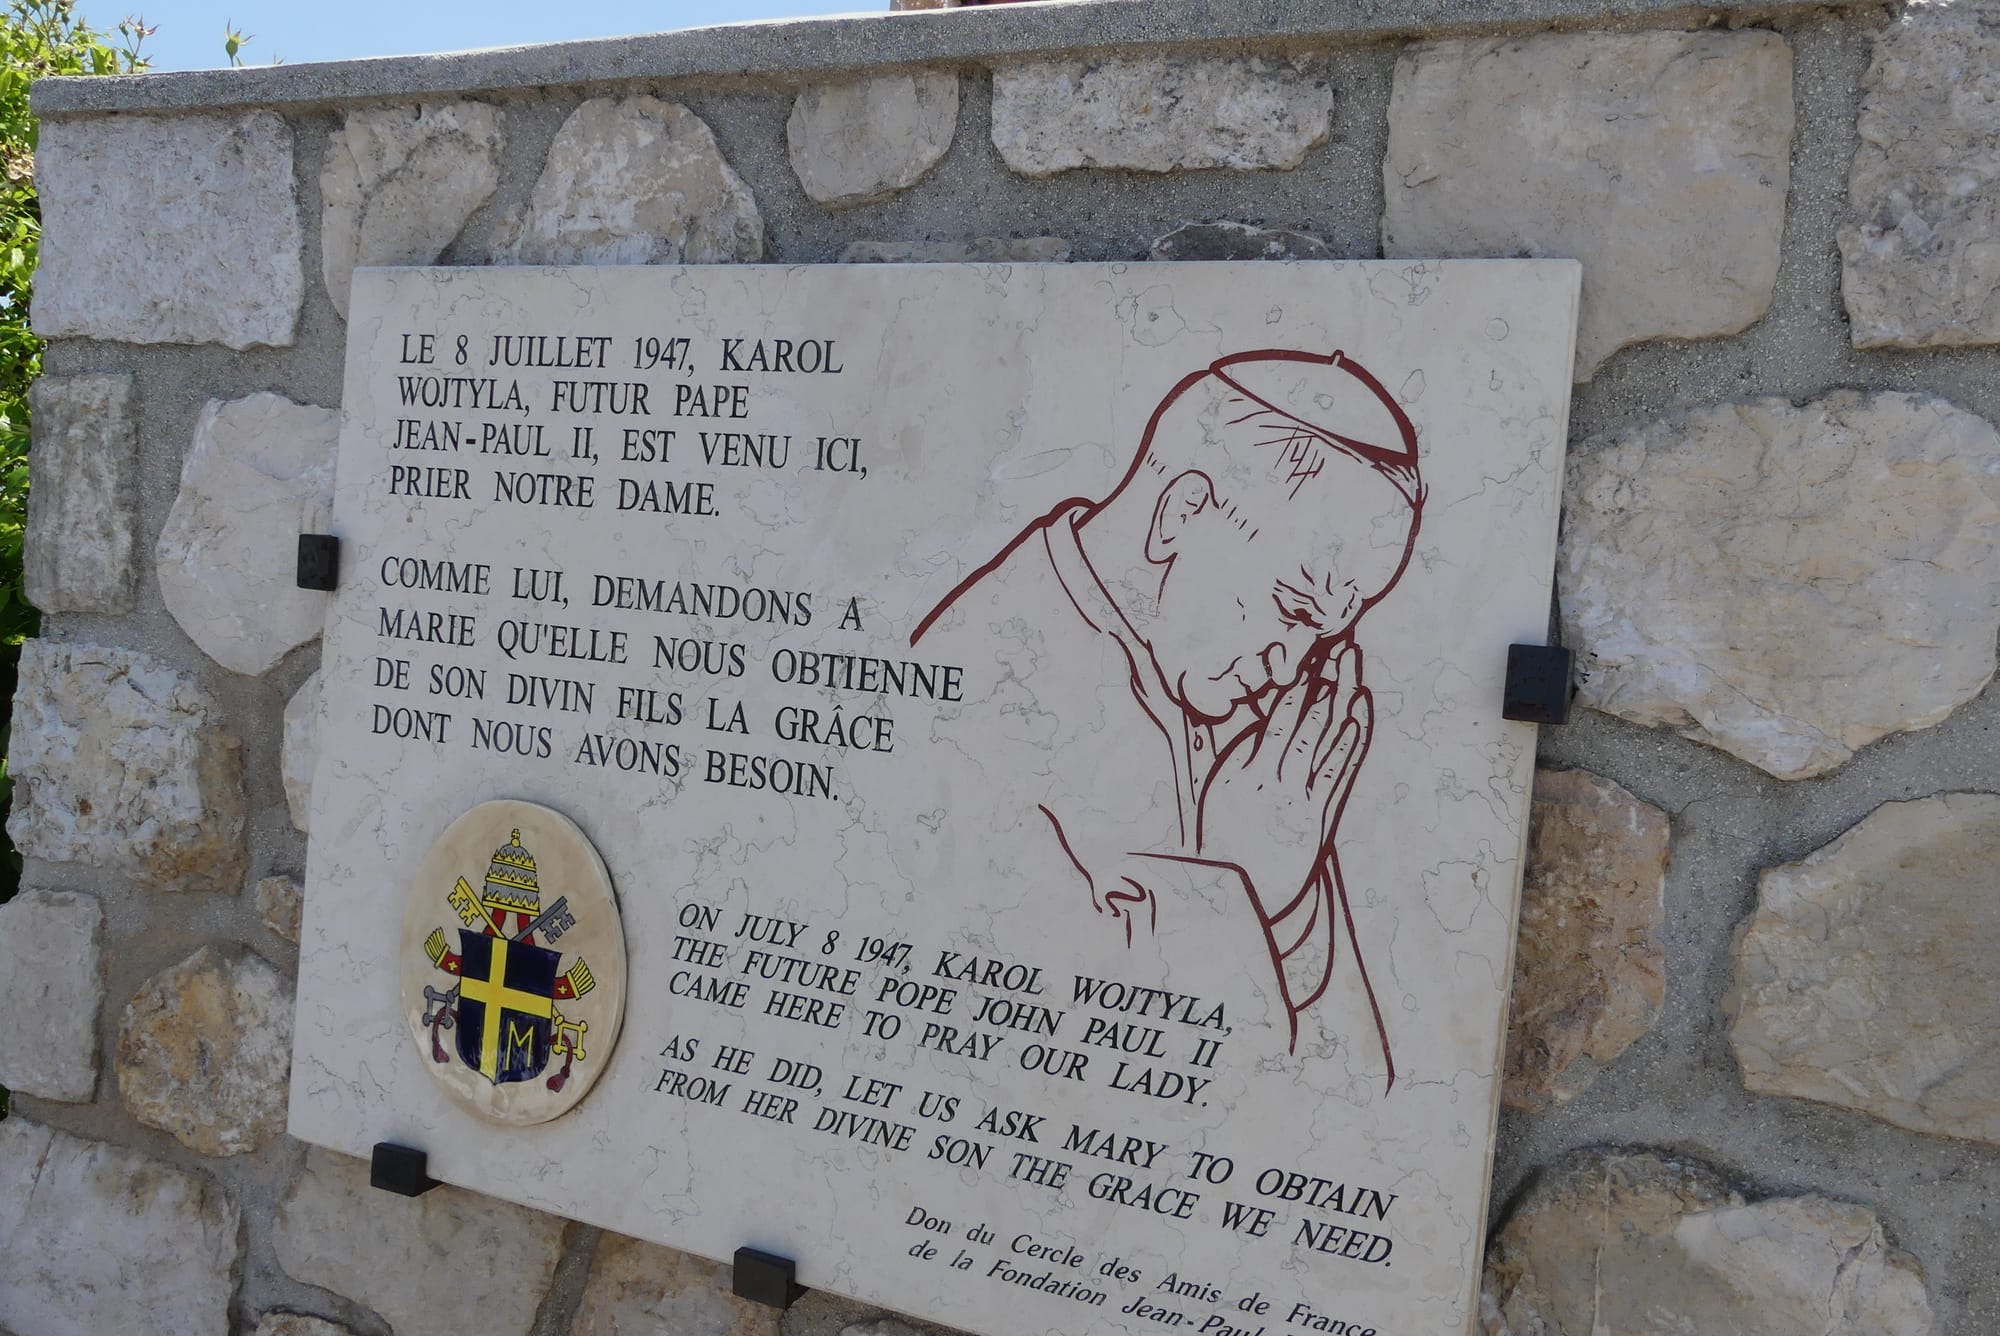 LE 8 JUILLET 1947, KAROL
WOJTYLA, FUTUR PAPE
JEAN-PAUL II, EST VENU ICI,
PRIER NOTRE DAME.
COMME LUI, DEMANDONS A
MARIE QU'ELLE NOUS OBTIENNE
DE SON DIVIN FILS LA GRÂCE
DONT NOUS AVONS BESOIN.
M
ON JULY 8 1947, KAROL WOJTYLA,
THE FUTURE POPE JOHN PAUL II
CAME HERE TO PRAY OUR LADY.
AS HE DID, LET US ASK MARY TO OBTAIN
FROM HER DIVINE SON THE GRACE WE NEED.
Don du Cercle des Amis de France
de la Fondation Jean-Paul